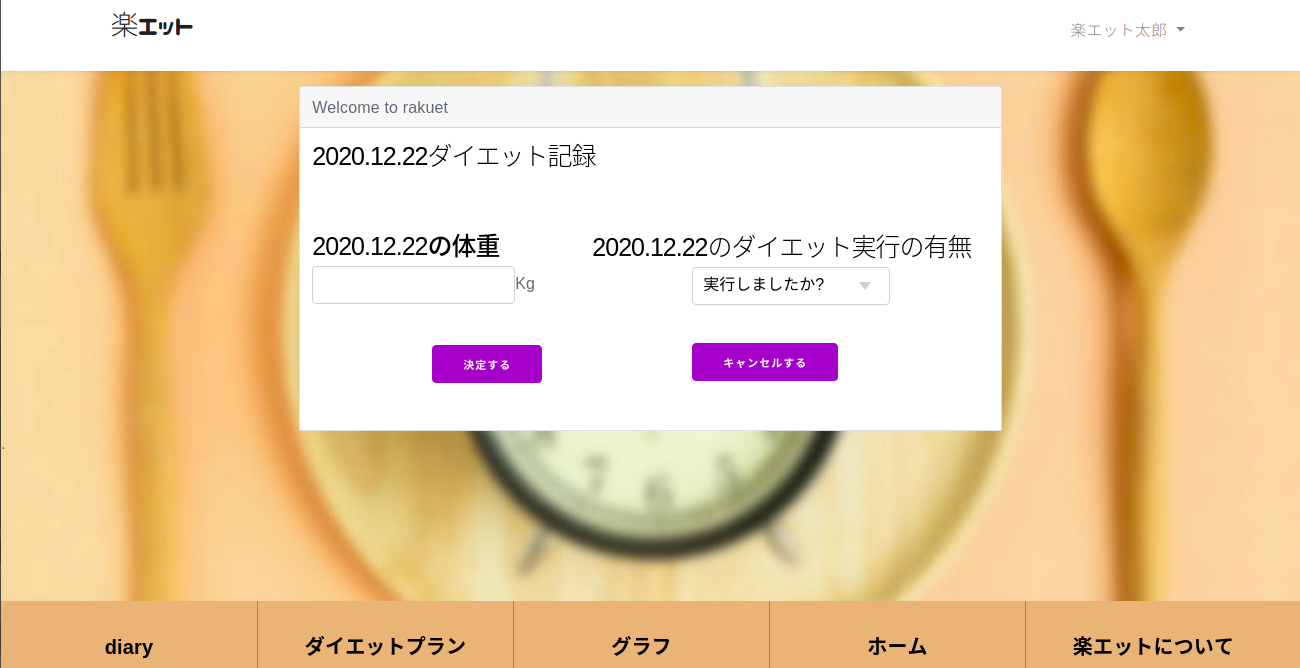 楽エット
楽エット太郎
Welcome to rakuet
2020.12.22ダイエット記録
2020.12.22の体重
2020.12.22のダイエット実行の有無
Kg
実行しましたか?
決定する
キャンセルする
7
6
5
diary
ダイエットプラン
グラフ
ホーム
楽エットについて